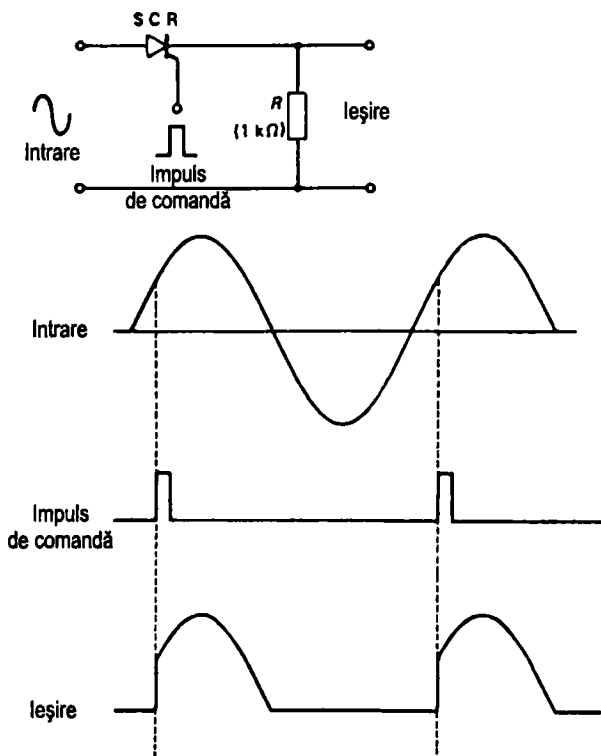 SCR
R
(1 kΩ)
Ieşire
Intrare
Impuls
de comandă
Intrare
Impuls
de comandă
Ieşire